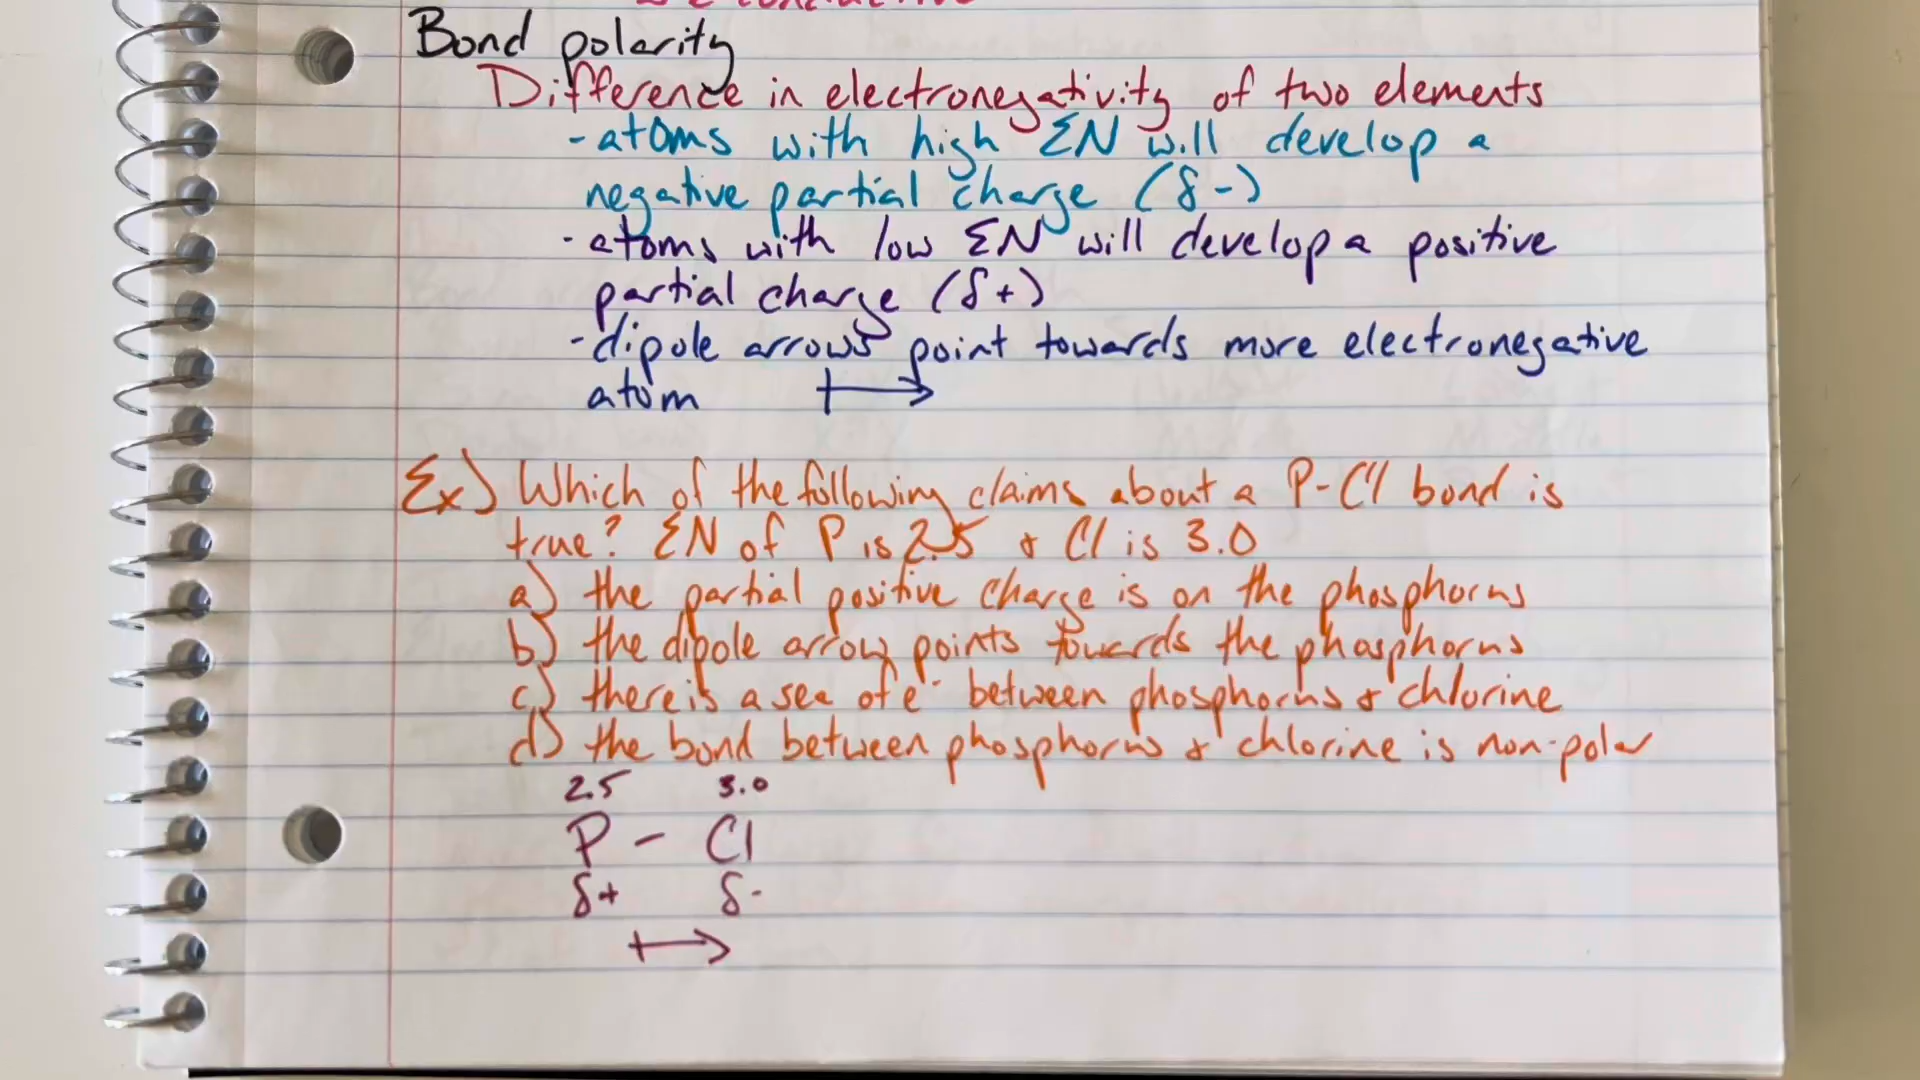 Bond polarity
Difference in electronegativity of two elements
-atoms with high EN will develop a
negative partial charge (δ-)
-atoms with low EN will develop a positive
partial charge (δ+)
-dipole arrows point towards more electronegative
atom
Ex) Which of the following claims about a P-Cl bond is
true? EN of P is 2.5 & Cl is 3.0
a) the partial positive charge is on the phosphorus
b) the dipole arrow points towards the phosphorus
c) there is a sea of e⁻ between phosphorus & chlorine
d) the bond between phosphorus & chlorine is non-polar
2.5 3.0
P - Cl
δ+ δ-